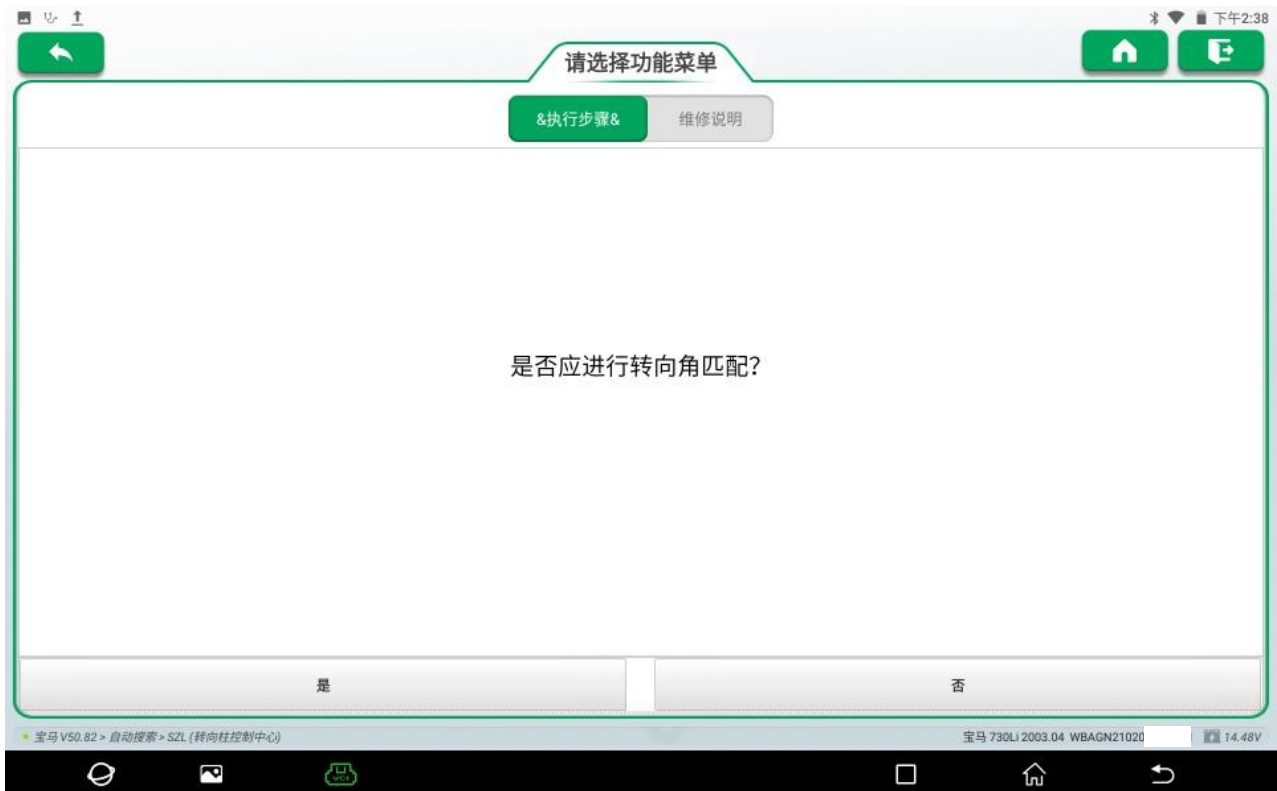 下午2:38
请选择功能菜单
&执行步骤&
维修说明
是否应进行转向角匹配?
是
否
宝马 V50.82 > 自动搜索 > SZL (转向柱控制中心)
宝马 730Li 2003.04 WBAGN21020
14.48V
VCI